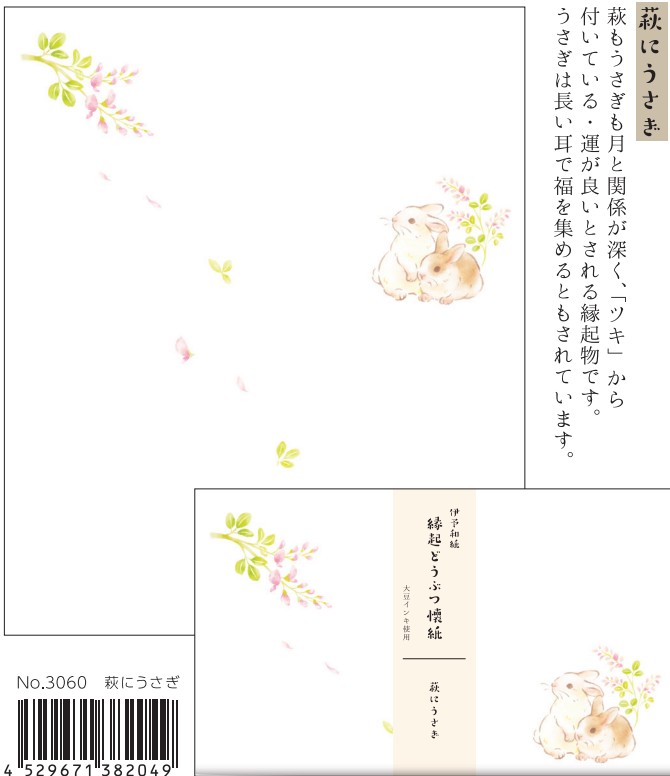 萩にうさぎ
萩もうさぎも月と関係が深く、「ツキ」から
付いている・運が良いとされる縁起物です。
うさぎは長い耳で福を集めるともされています。
伊予和紙
縁起どうぶつ懐紙
大豆インキ使用
萩にうさぎ
No.3060 萩にうさぎ
4 529671 382049